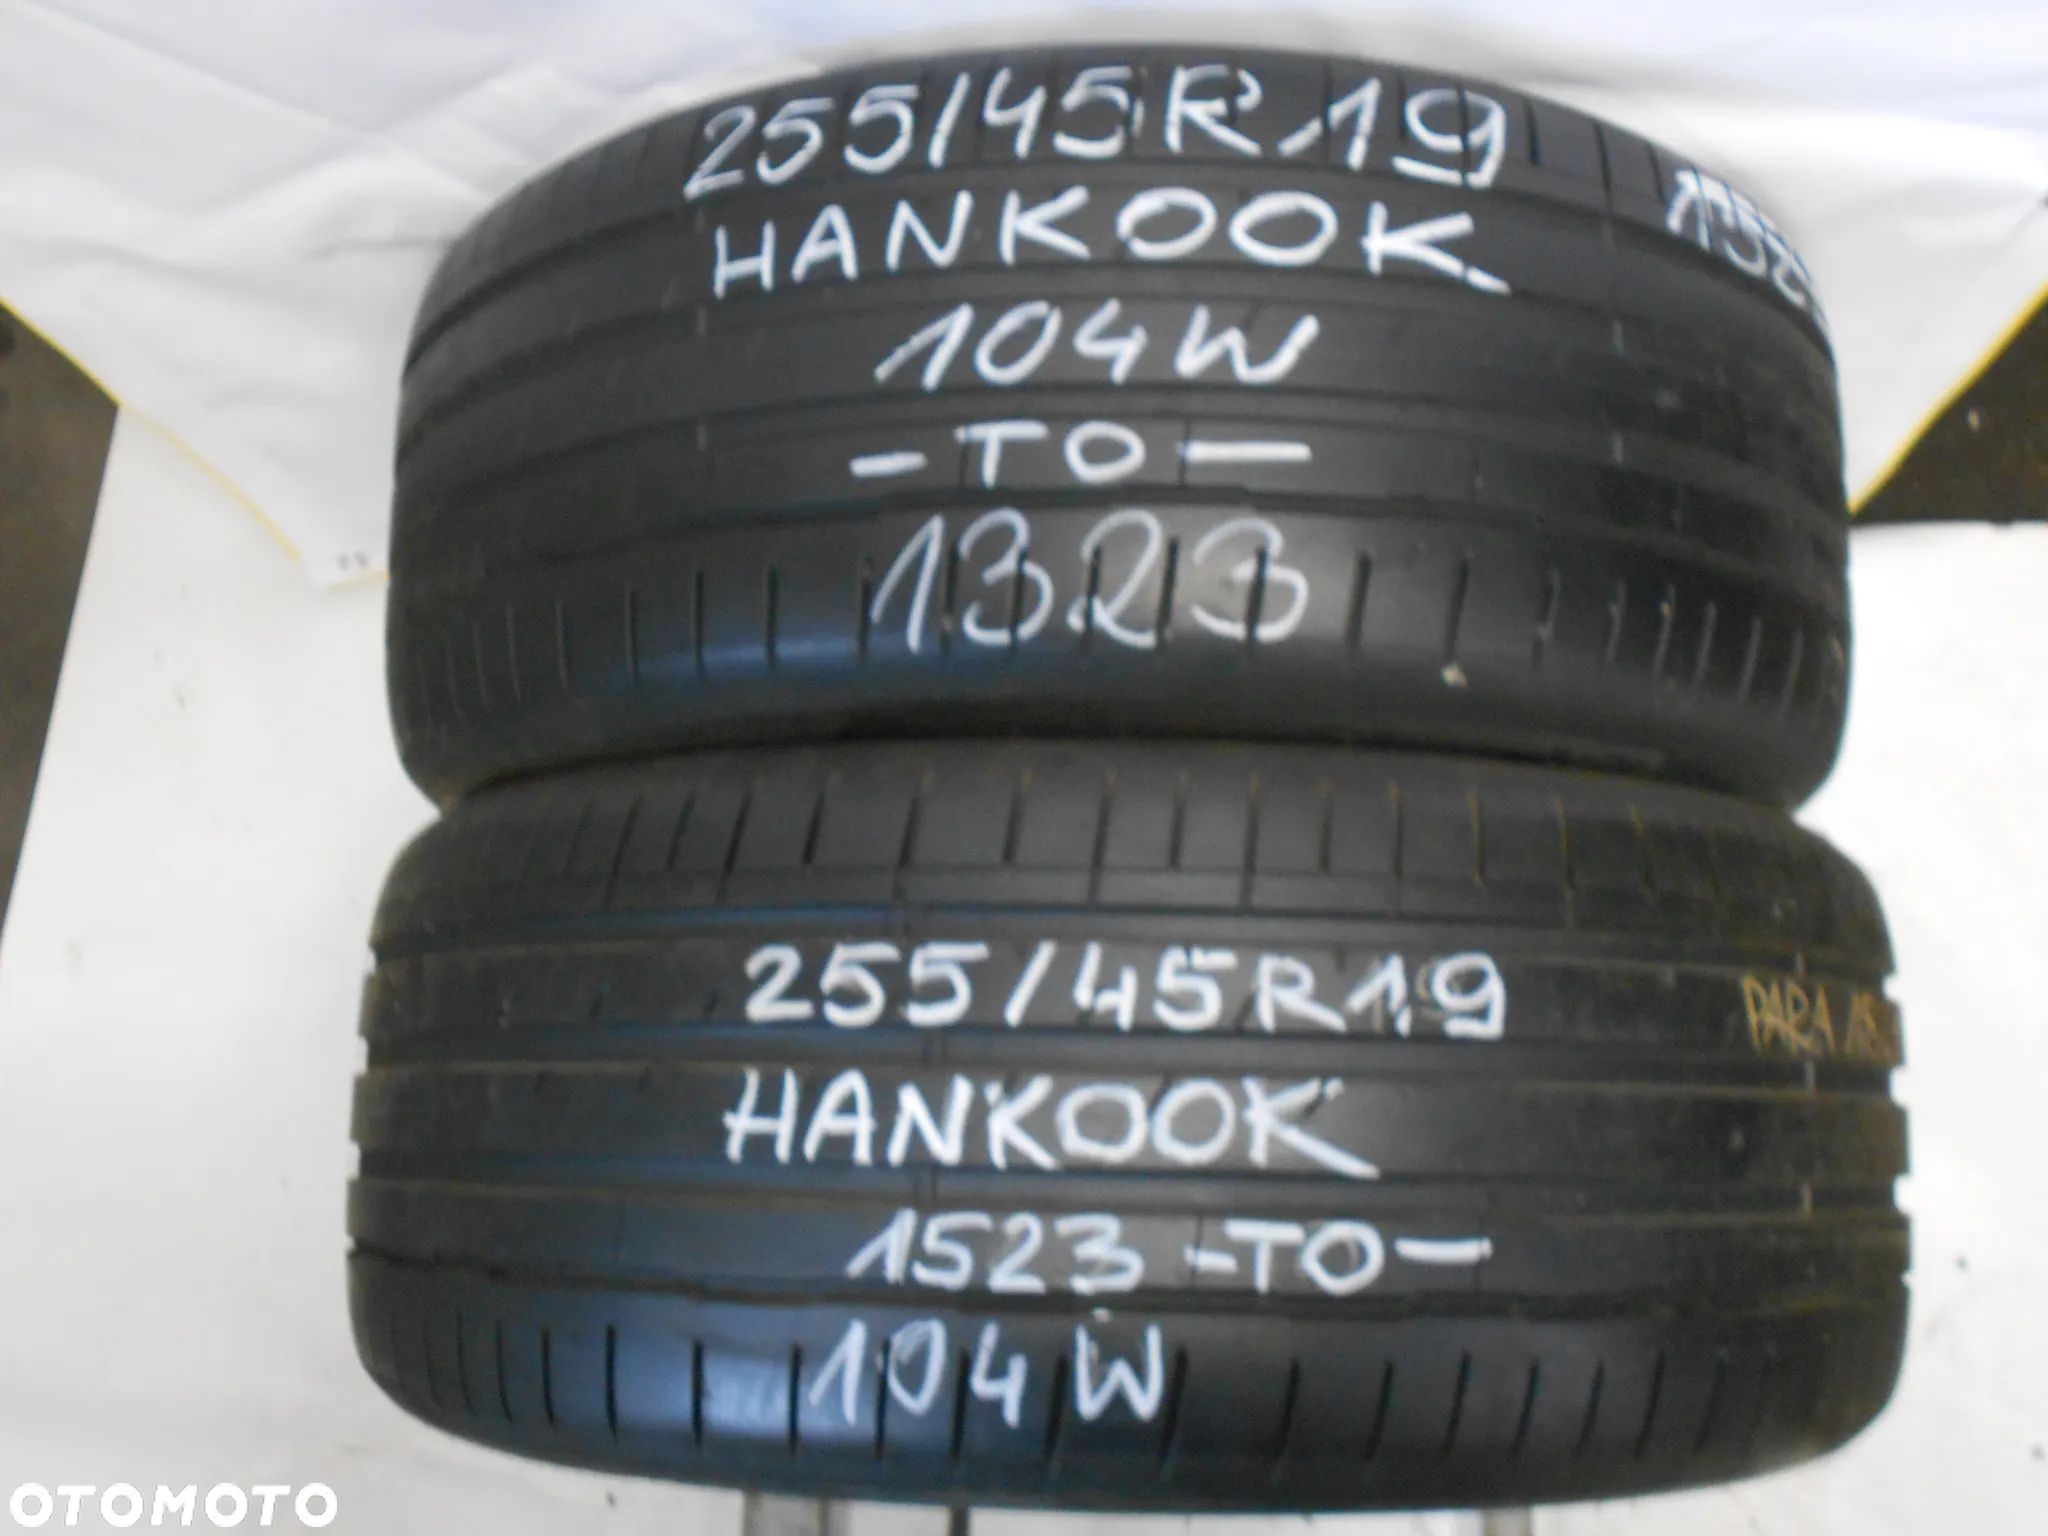 255/45R19
HANKOOK
104W
-TO-
1323
255/45R19
PARA
HANKOOK
1523 -TO-
104W
OTOMOTO